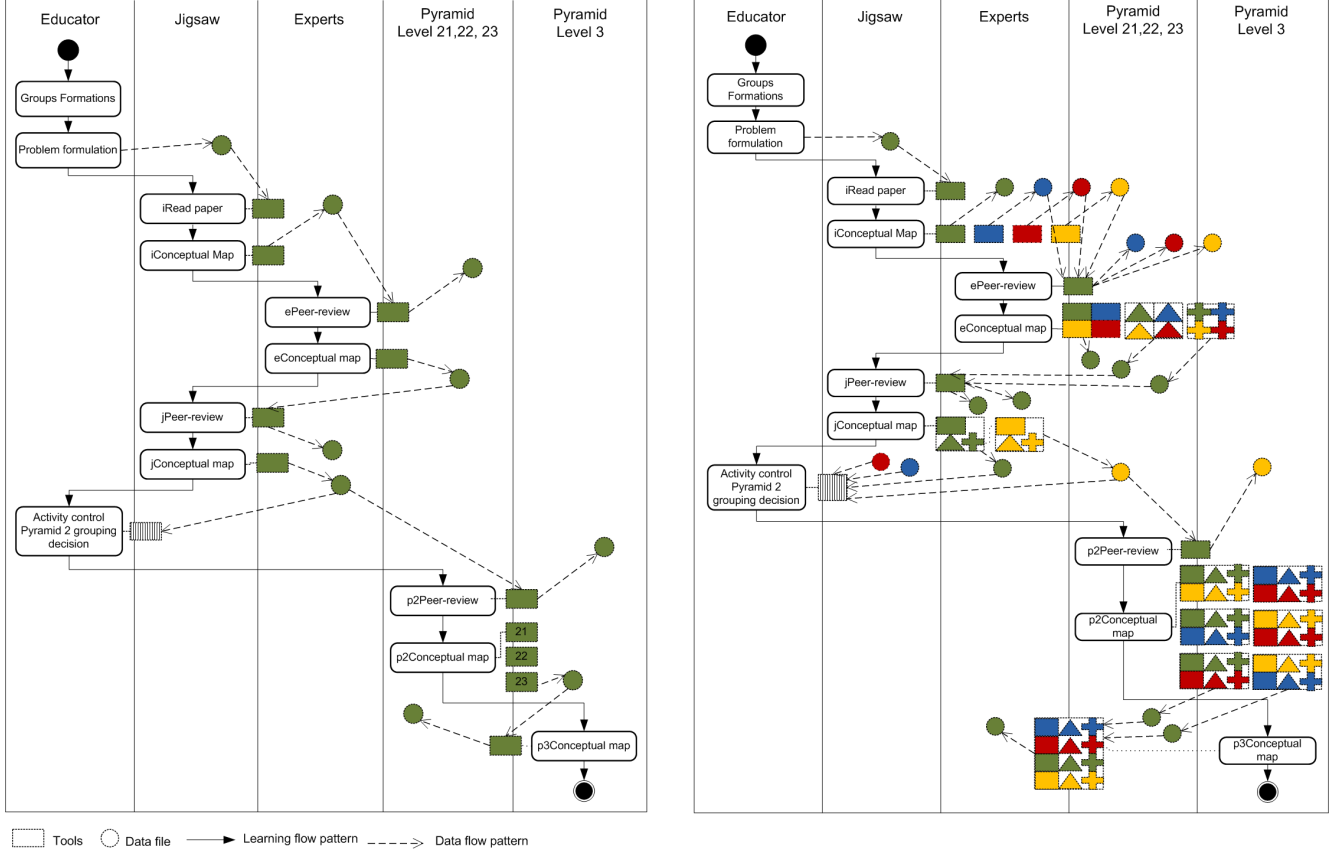 Educator
Jigsaw
Experts
Pyramid
Level 21,22, 23
Pyramid
Level 3
Groups Formations
Problem formulation
iRead paper
iConceptual Map
ePeer-review
eConceptual map
jPeer-review
jConceptual map
Activity control
Pyramid 2 grouping
decision
p2Peer-review
21
p2Conceptual map
22
23
p3Conceptual map
Educator
Jigsaw
Experts
Pyramid
Level 21,22, 23
Pyramid
Level 3
Groups
Formations
Problem
formulation
iRead paper
iConceptual Map
ePeer-review
eConceptual map
jPeer-review
jConceptual map
Activity control
Pyramid 2
grouping
decision
p2Peer-review
p2Conceptual
map
p3Conceptual
map
Tools
Data file
Learning flow pattern
Data flow pattern